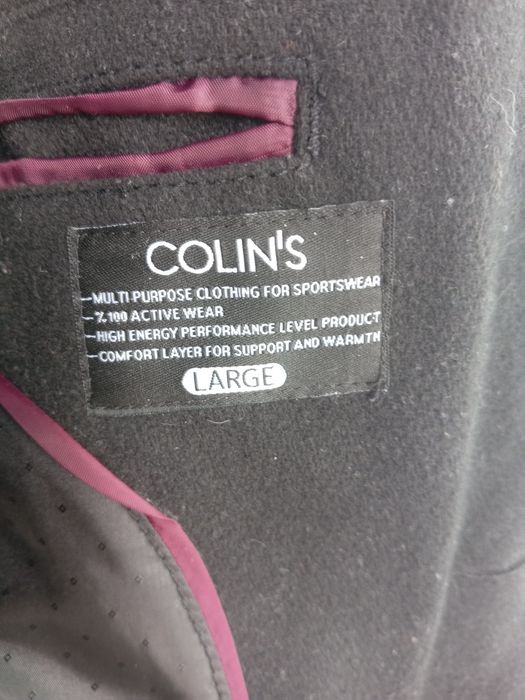 COLIN'S
-MULTI PURPOSE CLOTHING FOR SPORTSWEAR
-%100 ACTIVE WEAR
-HIGH ENERGY PERFORMANCE LEVEL PRODUCT
-COMFORT LAYER FOR SUPPORT AND WARMTN
LARGE